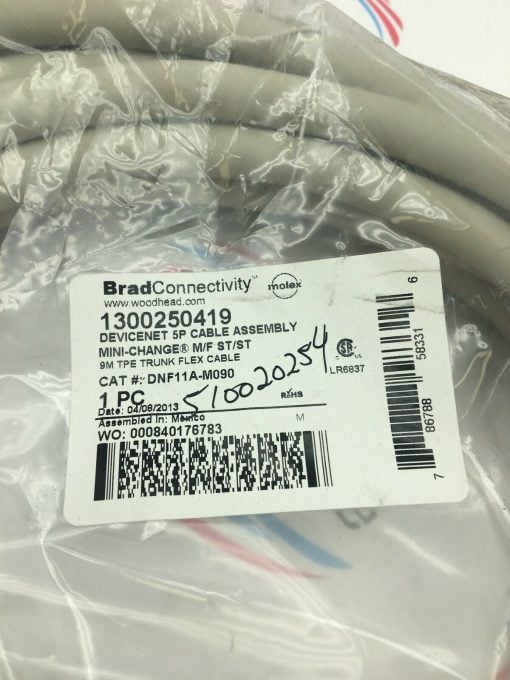 BradConnectivity™ molex
www.woodhead.com
1300250419
DEVICENET 5P CABLE ASSEMBLY
MINI-CHANGE® M/F ST/ST
9M TPE TRUNK FLEX CABLE
CAT #: DNF11A-M090
LR6837
1 PC
510020254
RoHS
Date: 04/08/2013
Assembled in: Mexico
M
WO: 000840176783
7 86788 58331 6